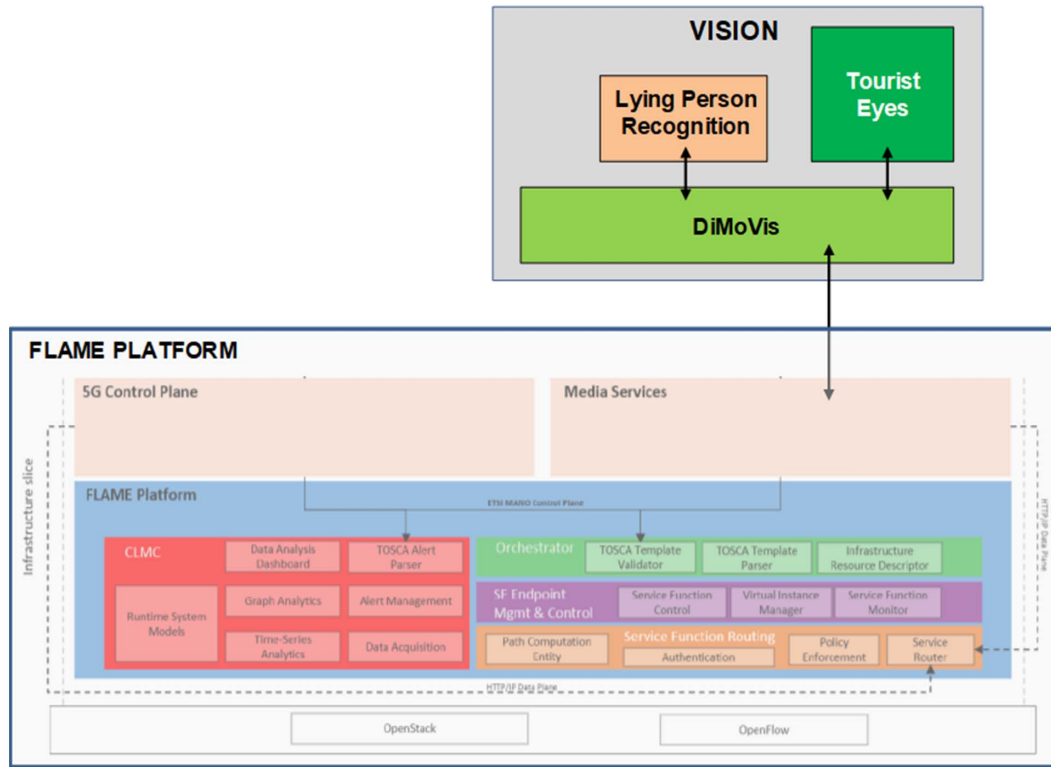 VISION
Lying Person
Recognition
Tourist
Eyes
DiMoVis
FLAME PLATFORM
5G Control Plane
Media Services
Infrastructure slice
HTTP/IP Data Plane
FLAME Platform
ETSI MANO Control Plane
CLMC
Data Analysis
Dashboard
TOSCA Alert
Parser
Runtime System
Models
Graph Analytics
Alert Management
Time-Series
Analytics
Data Acquisition
Orchestrator
TOSCA Template
Validator
TOSCA Template
Parser
Infrastructure
Resource Descriptor
SF Endpoint
Mgmt & Control
Service Function
Control
Virtual Instance
Manager
Service Function
Monitor
Service Function Routing
Path Computation
Entity
Authentication
Policy
Enforcement
Service
Router
HTTP/IP Data Plane
OpenStack
OpenFlow